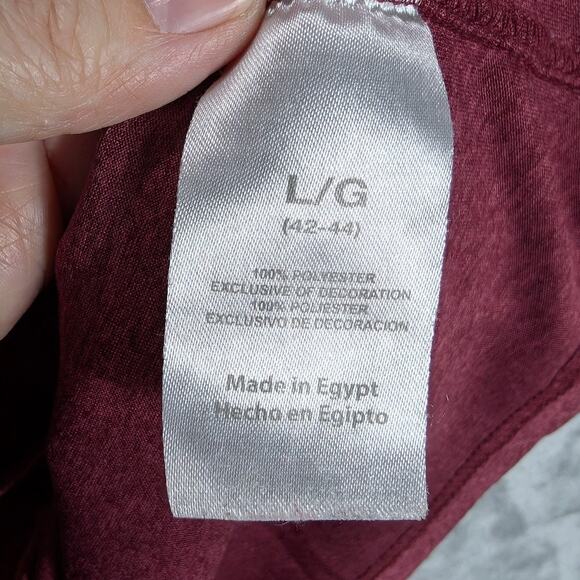 L/G
(42-44)
100% POLYESTER
EXCLUSIVE OF DECORATION
100% POLIESTER
EXCLUSIVO DE DECORACION
Made in Egypt
Hecho en Egipto